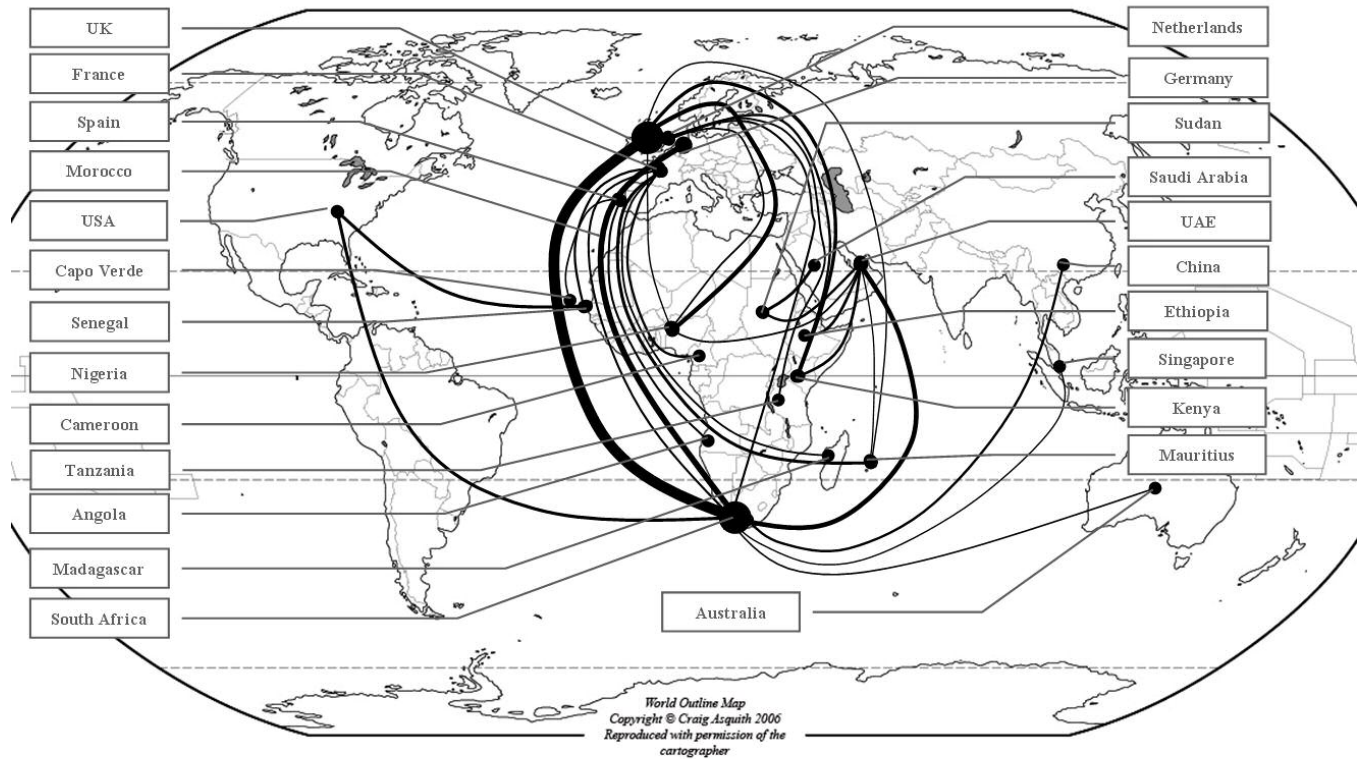 UK
France
Spain
Morocco
USA
Capo Verde
Senegal
Nigeria
Cameroon
Tanzania
Angola
Madagascar
South Africa
Netherlands
Germany
Sudan
Saudi Arabia
UAE
China
Ethiopia
Singapore
Kenya
Mauritius
Australia
World Outline Map
Copyright © Craig Asquith 2006
Reproduced with permission of the
cartographer